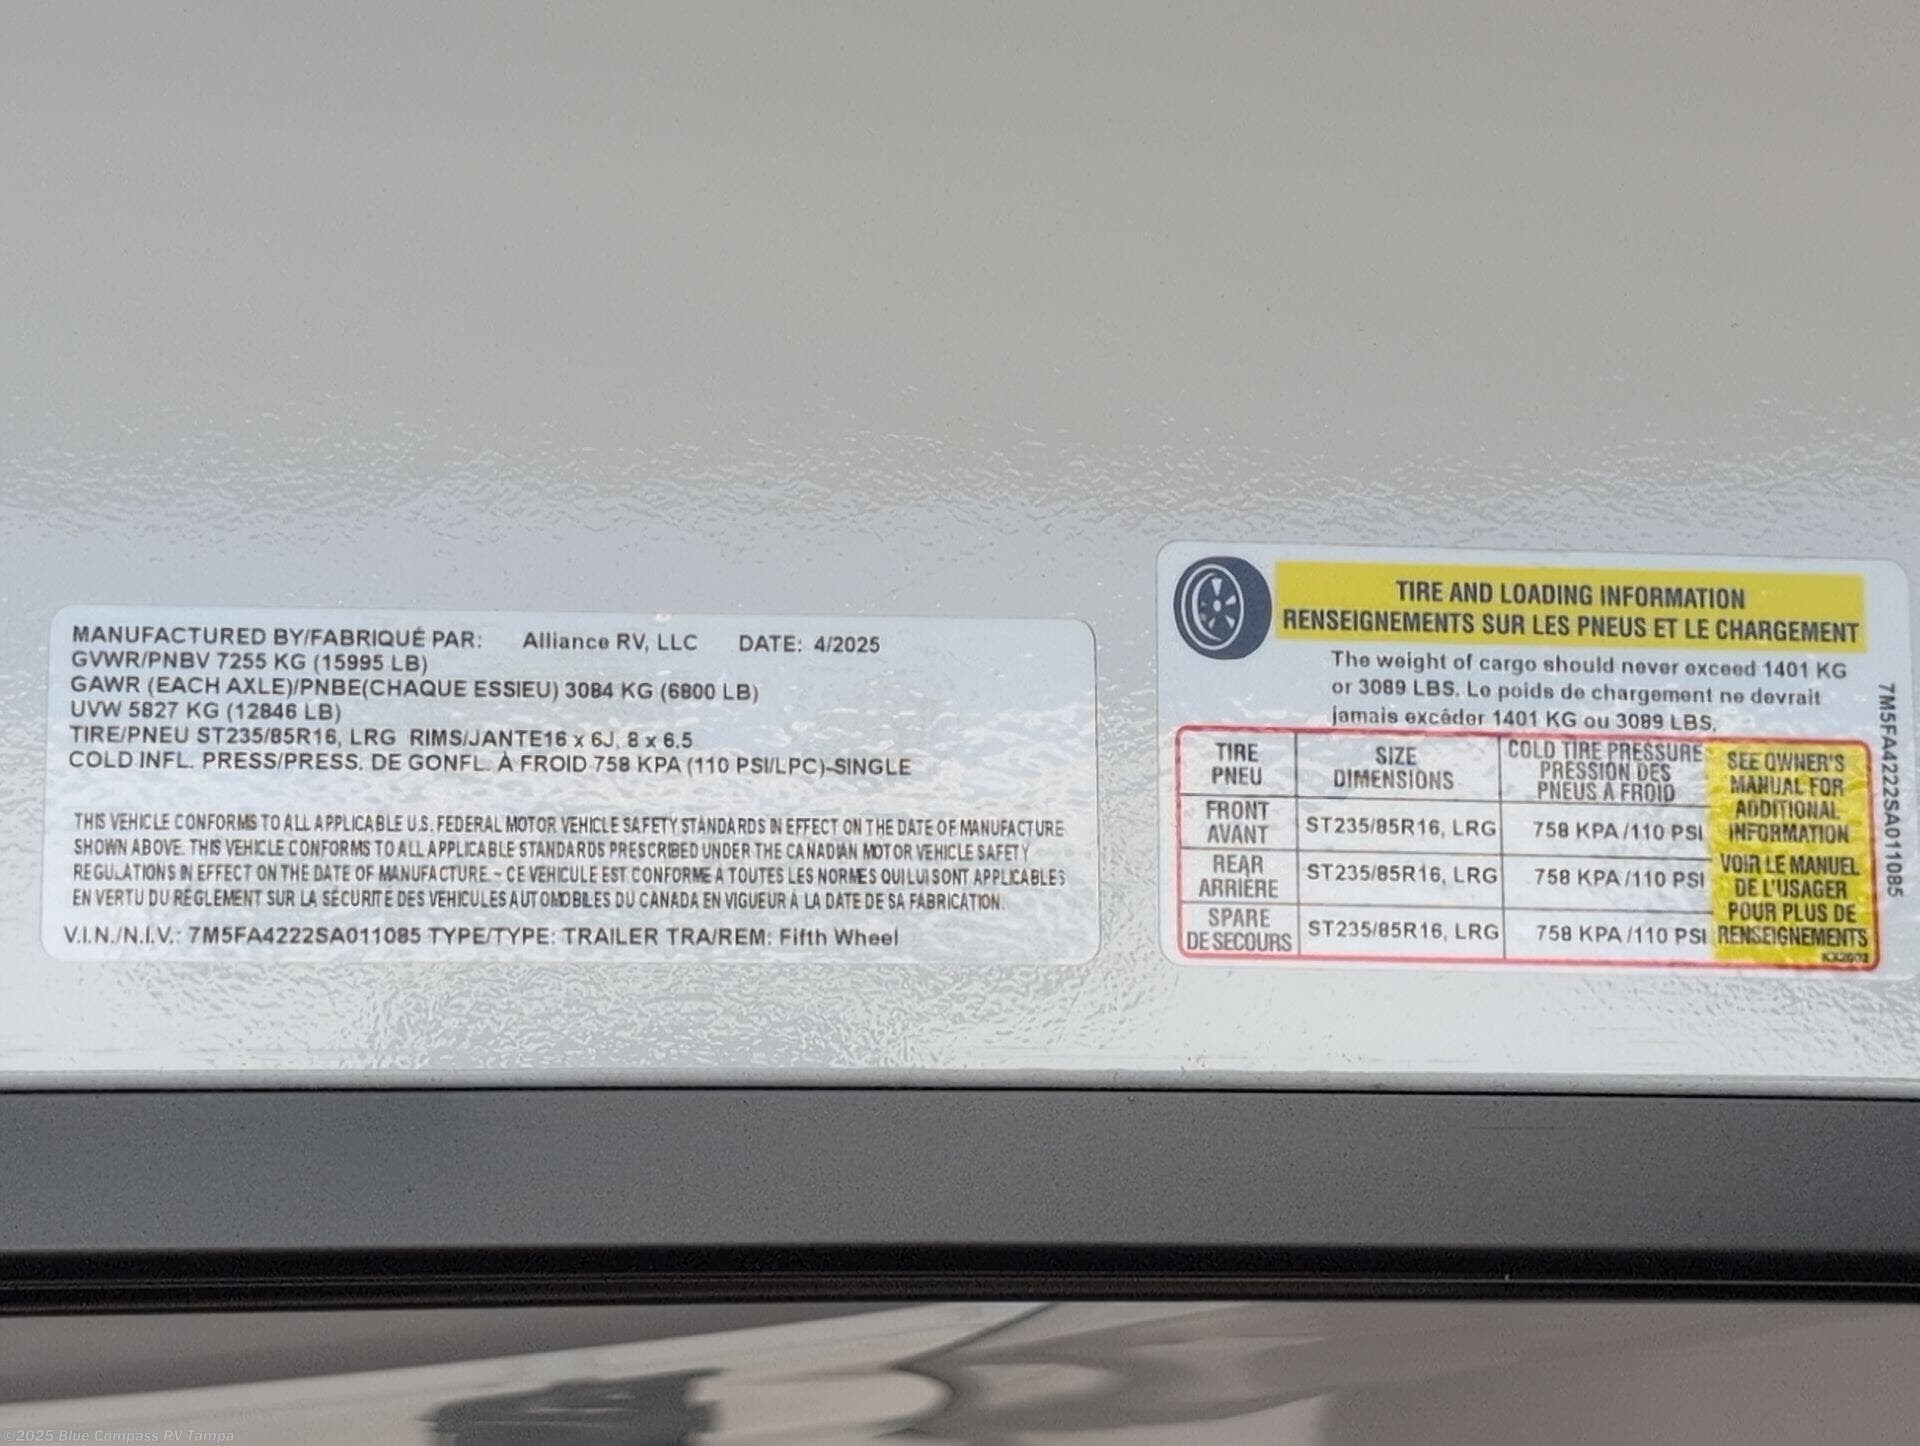 MANUFACTURED BY/FABRIQUÉ PAR: Alliance RV, LLC DATE: 4/2025
GVWR/PNBV 7255 KG (15995 LB)
GAWR (EACH AXLE)/PNBE(CHAQUE ESSIEU) 3084 KG (6800 LB)
UVW 5827 KG (12846 LB)
TIRE/PNEU ST235/85R16, LRG RIMS/JANTE16 x 6J, 8 x 6.5
COLD INFL. PRESS/PRESS. DE GONFL. À FROID 758 KPA (110 PSI/LPC)-SINGLE
THIS VEHICLE CONFORMS TO ALL APPLICABLE U.S. FEDERAL MOTOR VEHICLE SAFETY STANDARDS IN EFFECT ON THE DATE OF MANUFACTURE
SHOWN ABOVE. THIS VEHICLE CONFORMS TO ALL APPLICABLE STANDARDS PRESCRIBED UNDER THE CANADIAN MOTOR VEHICLE SAFETY
REGULATIONS IN EFFECT ON THE DATE OF MANUFACTURE. - CE VÉHICULE EST CONFORME À TOUTES LES NORMES QUI LUI SONT APPLICABLES
EN VERTU DU RÈGLEMENT SUR LA SÉCURITÉ DES VÉHICULES AUTOMOBILES DU CANADA EN VIGUEUR À LA DATE DE SA FABRICATION.
V.I.N./N.I.V.: 7M5FA4222SA011085 TYPE/TYPE: TRAILER TRA/REM: Fifth Wheel
TIRE AND LOADING INFORMATION
RENSEIGNEMENTS SUR LES PNEUS ET LE CHARGEMENT
The weight of cargo should never exceed 1401 KG
or 3089 LBS. Le poids de chargement ne devrait
jamais excéder 1401 KG ou 3089 LBS.
TIRE
PNEU
SIZE
DIMENSIONS
COLD TIRE PRESSURE
PRESSION DES
PNEUS À FROID
FRONT
AVANT
ST235/85R16, LRG
758 KPA /110 PSI
REAR
ARRIÈRE
ST235/85R16, LRG
758 KPA /110 PSI
SPARE
DE SECOURS
ST235/85R16, LRG
758 KPA /110 PSI
SEE OWNER'S
MANUAL FOR
ADDITIONAL
INFORMATION
VOIR LE MANUEL
DE L'USAGER
POUR PLUS DE
RENSEIGNEMENTS
7M5FA4222SA011085
©2025 Blue Compass RV Tampa